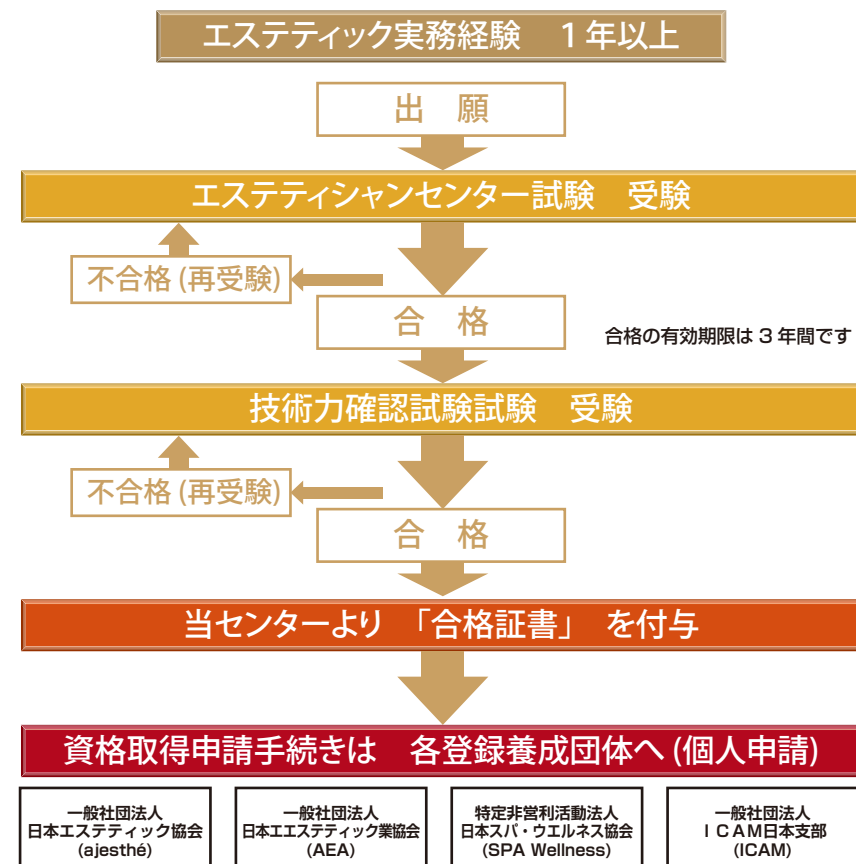 エステティック実務経験　1年以上
出　願
エステティシャンセンター試験　受験
不合格(再受験)
合　格
合格の有効期限は3年間です
技術力確認試験試験　受験
不合格(再受験)
合　格
当センターより　「合格証書」　を付与
資格取得申請手続きは　各登録養成団体へ(個人申請)
一般社団法人
日本エステティック協会
(ajesthé)
一般社団法人
日本エエステティック業協会
(AEA)
特定非営利活動法人
日本スパ・ウエルネス協会
(SPA Wellness)
一般社団法人
ＩＣＡＭ日本支部
(ICAM)